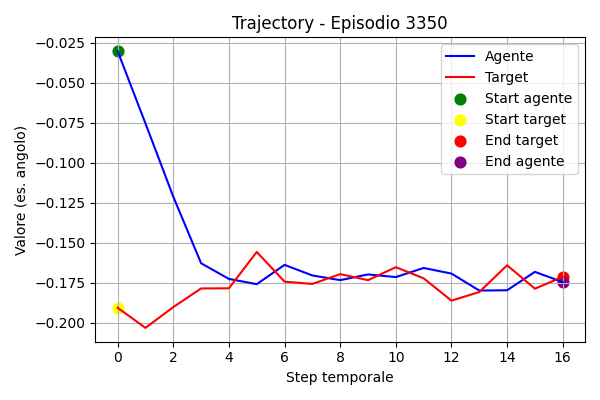 Trajectory - Episodio 3350
Agente
Target
Start agente
Start target
End target
End agente
Valore (es. angolo)
−0.025
−0.050
−0.075
−0.100
−0.125
−0.150
−0.175
−0.200
0 2 4 6 8 10 12 14 16
Step temporale